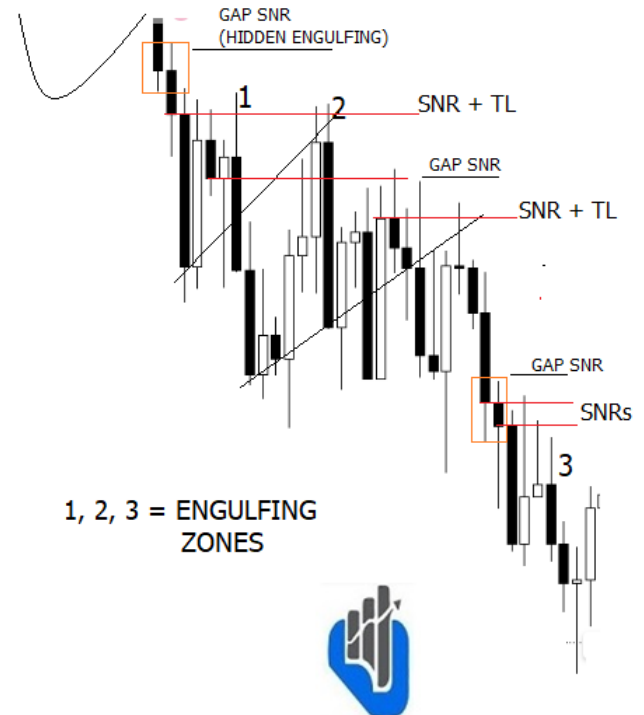 GAP SNR
(HIDDEN ENGULFING)
1
2
SNR + TL
GAP SNR
SNR + TL
GAP SNR
SNRs
3
1, 2, 3 = ENGULFING
ZONES